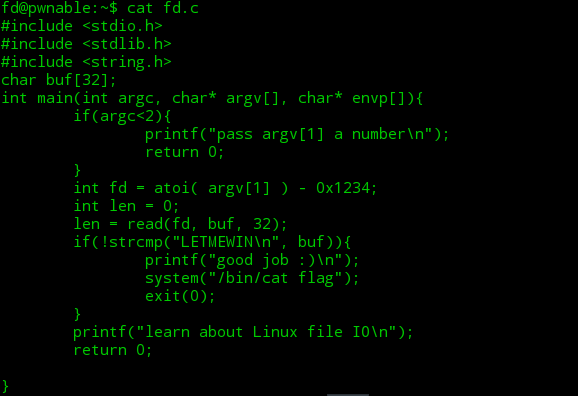 fd@pwnable:~$ cat fd.c
#include <stdio.h>
#include <stdlib.h>
#include <string.h>
char buf[32];
int main(int argc, char* argv[], char* envp[]){
        if(argc<2){
                printf("pass argv[1] a number\n");
                return 0;
        }
        int fd = atoi( argv[1] ) - 0x1234;
        int len = 0;
        len = read(fd, buf, 32);
        if(!strcmp("LETMEWIN\n", buf)){
                printf("good job :)\n");
                system("/bin/cat flag");
                exit(0);
        }
        printf("learn about Linux file IO\n");
        return 0;

}